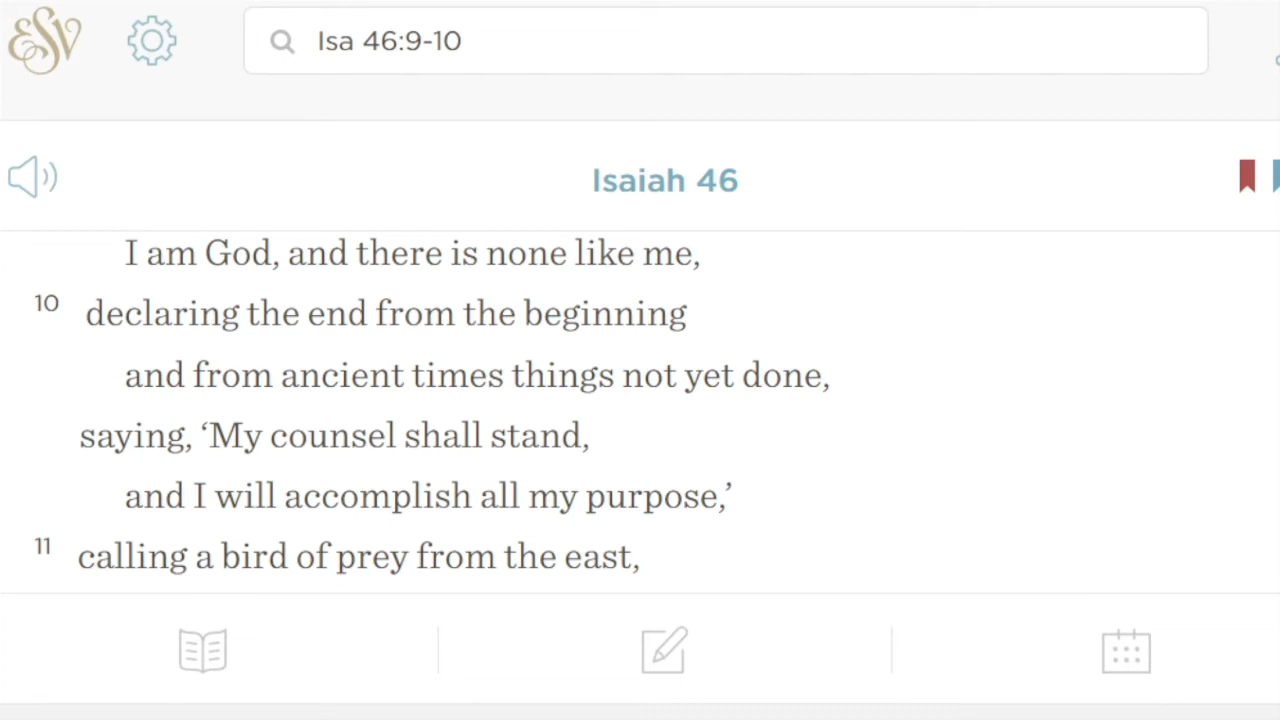 ESV
Isa 46:9-10
Isaiah 46
I am God, and there is none like me,
10 declaring the end from the beginning
and from ancient times things not yet done,
saying, ‘My counsel shall stand,
and I will accomplish all my purpose,’
11 calling a bird of prey from the east,